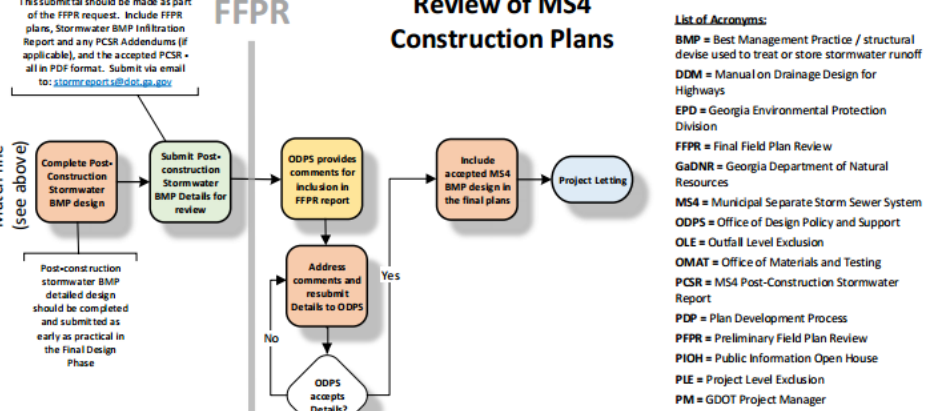 This submittal should be made as part
of the FFPR request. Include FFPR
plans, Stormwater BMP Infiltration
Report and any PCSR Addendums (if
applicable), and the accepted PCSR -
all in PDF format. Submit via email
to: stormreports@dot.ga.gov
FFPR
Review of MS4
Construction Plans
(see above)
Complete Post-
Construction
Stormwater
BMP design
Submit Post-
construction
Stormwater
BMP Details for
review
ODPS provides
comments for
inclusion in
FFPR report
Include
accepted MS4
BMP design in
the final plans
Project Letting
Post-construction
stormwater BMP
detailed design
should be completed
and submitted as
early as practical in
the Final Design
Phase
Address
comments and
resubmit
Details to ODPS
Yes
No
ODPS
accepts
Details?
List of Acronyms:
BMP = Best Management Practice / structural
devise used to treat or store stormwater runoff
DDM = Manual on Drainage Design for
Highways
EPD = Georgia Environmental Protection
Division
FFPR = Final Field Plan Review
GaDNR = Georgia Department of Natural
Resources
MS4 = Municipal Separate Storm Sewer System
ODPS = Office of Design Policy and Support
OLE = Outfall Level Exclusion
OMAT = Office of Materials and Testing
PCSR = MS4 Post-Construction Stormwater
Report
PDP = Plan Development Process
PFPR = Preliminary Field Plan Review
PIOH = Public Information Open House
PLE = Project Level Exclusion
PM = GDOT Project Manager